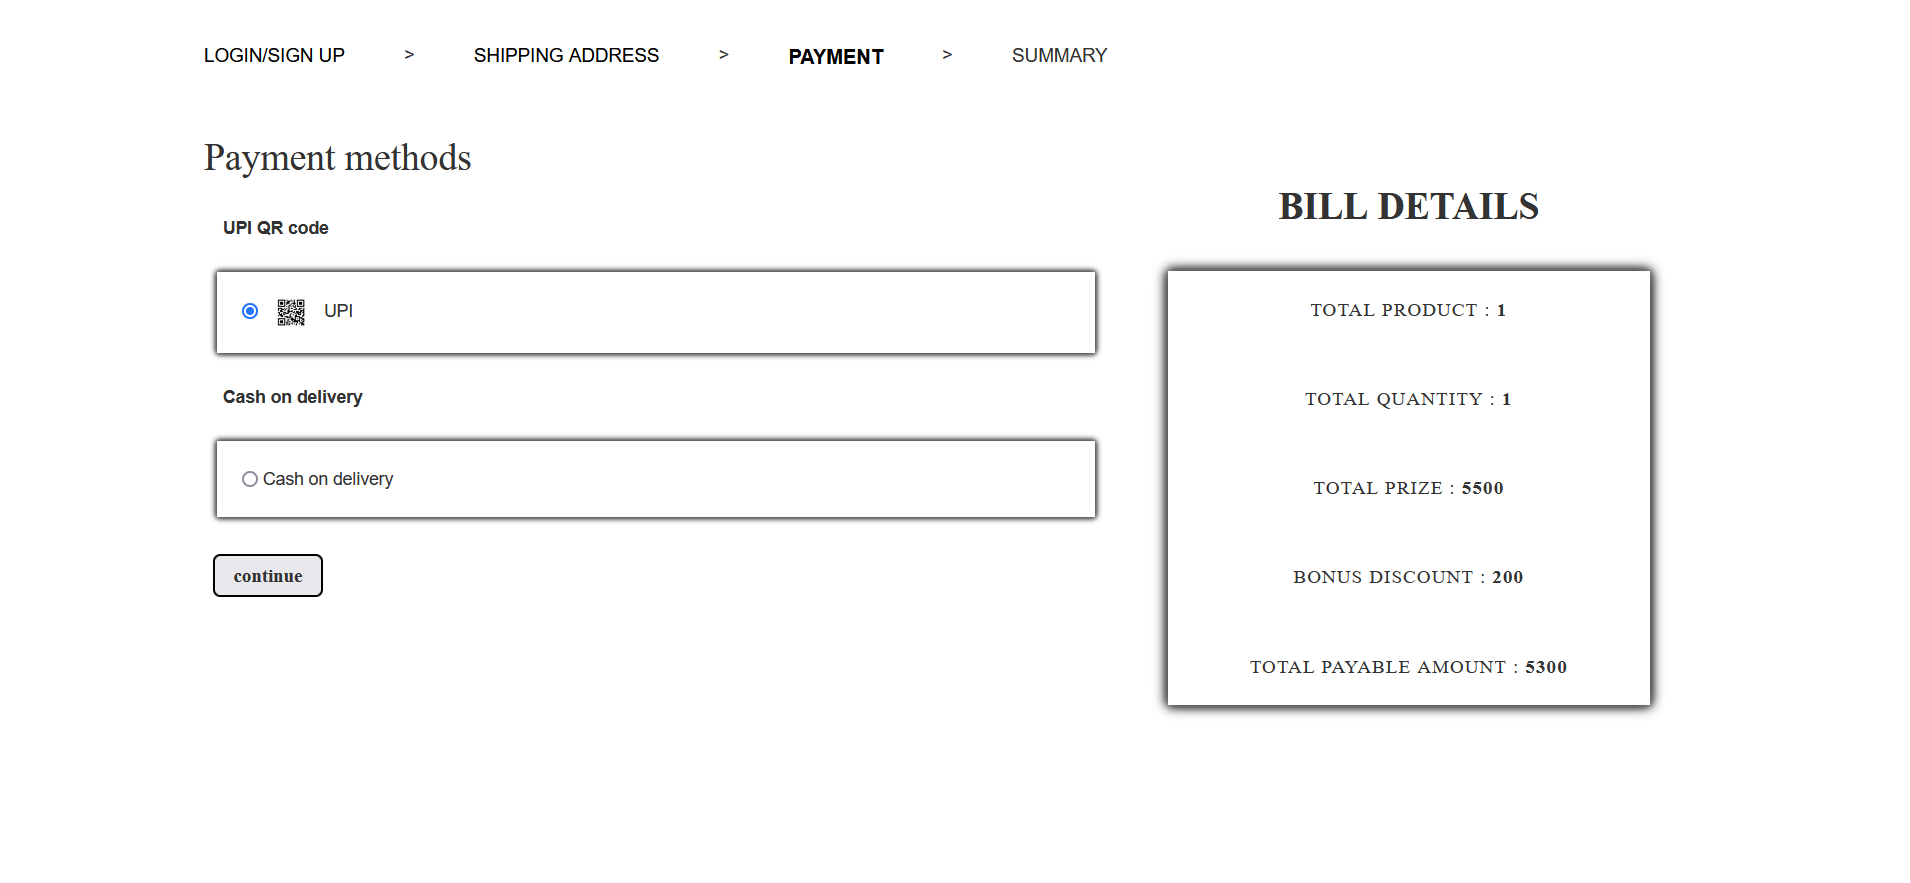 LOGIN/SIGN UP > SHIPPING ADDRESS > PAYMENT > SUMMARY
Payment methods
UPI QR code
UPI
Cash on delivery
Cash on delivery
continue
BILL DETAILS
TOTAL PRODUCT : 1
TOTAL QUANTITY : 1
TOTAL PRIZE : 5500
BONUS DISCOUNT : 200
TOTAL PAYABLE AMOUNT : 5300